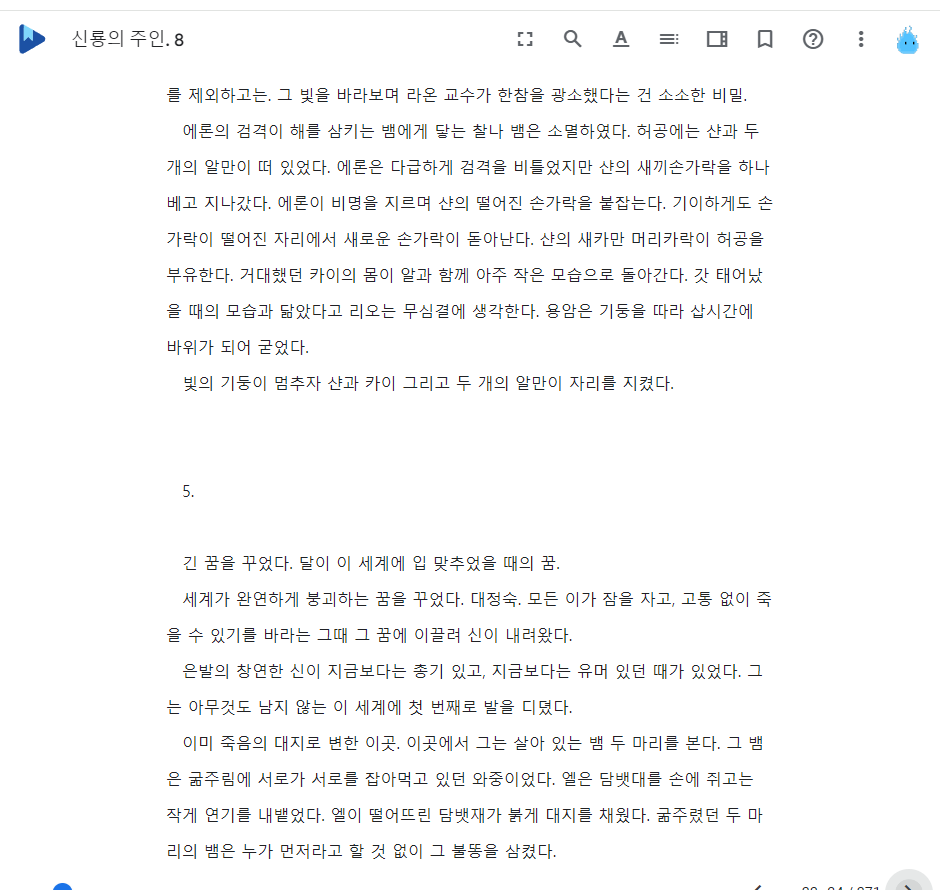 신룡의 주인. 8
를 제외하고는. 그 빛을 바라보며 라온 교수가 한참을 광소했다는 건 소소한 비밀.
에론의 검격이 해를 삼키는 뱀에게 닿는 찰나 뱀은 소멸하였다. 허공에는 샨과 두
개의 알만이 떠 있었다. 에론은 다급하게 검격을 비틀었지만 샨의 새끼손가락을 하나
베고 지나갔다. 에론이 비명을 지르며 샨의 떨어진 손가락을 붙잡는다. 기이하게도 손
가락이 떨어진 자리에서 새로운 손가락이 돋아난다. 샨의 새카만 머리카락이 허공을
부유한다. 거대했던 카이의 몸이 알과 함께 아주 작은 모습으로 돌아간다. 갓 태어났
을 때의 모습과 닮았다고 리오는 무심결에 생각한다. 용암은 기둥을 따라 삽시간에
바위가 되어 굳었다.
빛의 기둥이 멈추자 샨과 카이 그리고 두 개의 알만이 자리를 지켰다.
5.
긴 꿈을 꾸었다. 달이 이 세계에 입 맞추었을 때의 꿈.
세계가 완연하게 붕괴하는 꿈을 꾸었다. 대정숙. 모든 이가 잠을 자고, 고통 없이 죽
을 수 있기를 바라는 그때 그 꿈에 이끌려 신이 내려왔다.
은발의 창연한 신이 지금보다는 총기 있고, 지금보다는 유머 있던 때가 있었다. 그
는 아무것도 남지 않는 이 세계에 첫 번째로 발을 디뎠다.
이미 죽음의 대지로 변한 이곳. 이곳에서 그는 살아 있는 뱀 두 마리를 본다. 그 뱀
은 굶주림에 서로가 서로를 잡아먹고 있던 와중이었다. 엘은 담뱃대를 손에 쥐고는
작게 연기를 내뱉었다. 엘이 떨어뜨린 담뱃재가 붉게 대지를 채웠다. 굶주렸던 두 마
리의 뱀은 누가 먼저라고 할 것 없이 그 불똥을 삼켰다.